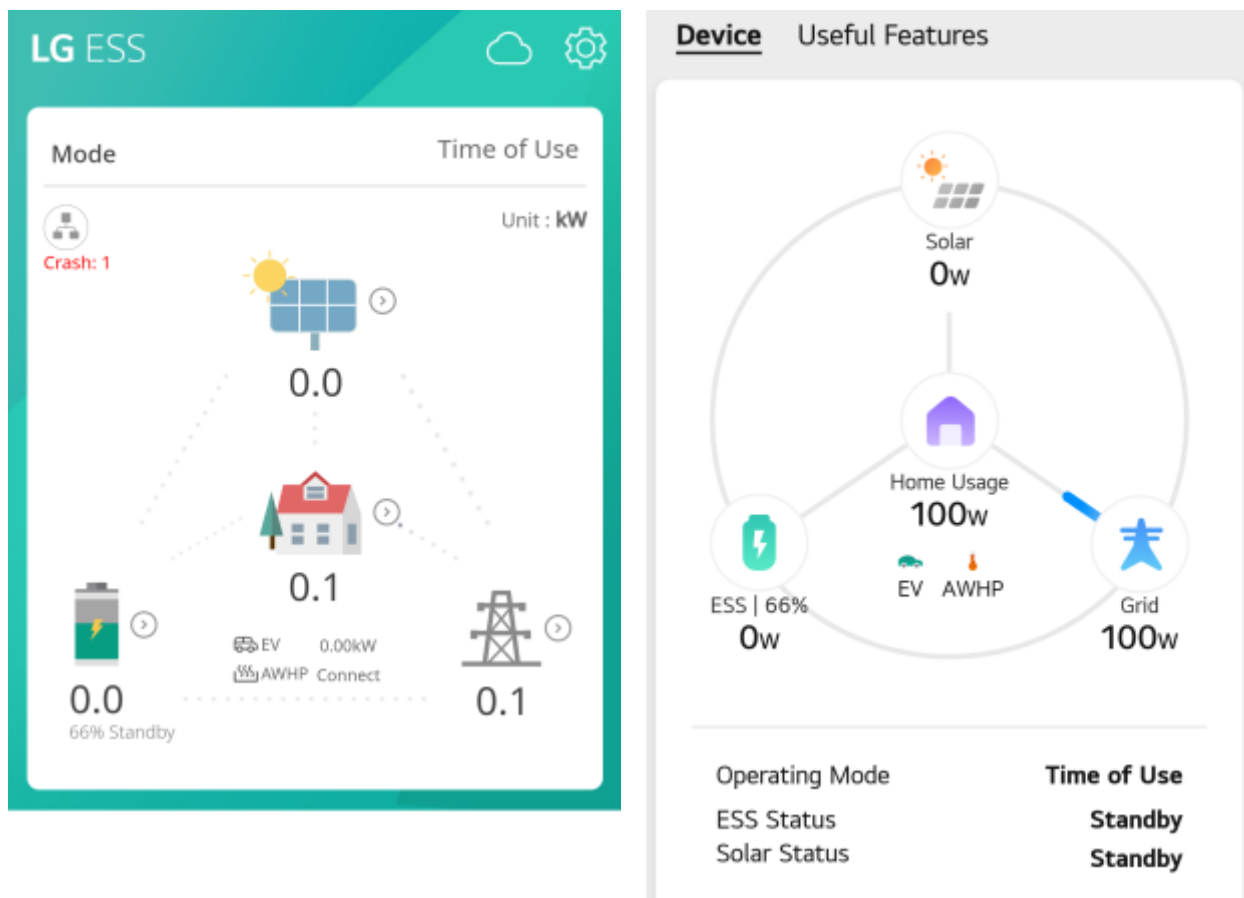 LG ESS
Mode Time of Use
Unit : kW
Crash: 1
0.0
0.1
EV 0.00kW
AWHP Connect
0.0
66% Standby
0.1
Device Useful Features
Solar
0w
Home Usage
100w
EV AWHP
ESS | 66%
0w
Grid
100w
Operating Mode Time of Use
ESS Status Standby
Solar Status Standby